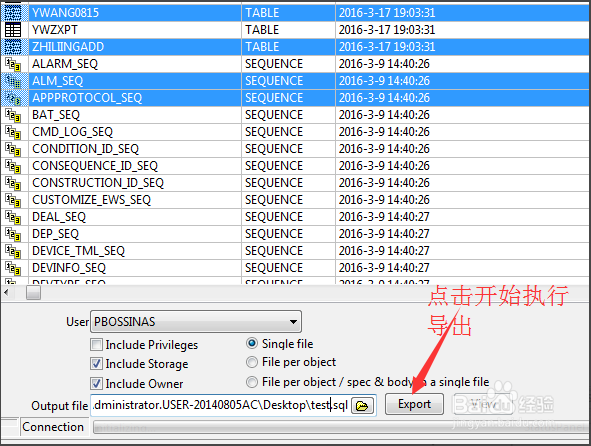 YWANG0815 TABLE 2016-3-17 19:03:31
YWZXPT TABLE 2016-3-17 19:03:31
ZHILIINGADD TABLE 2016-3-17 19:03:31
ALARM_SEQ SEQUENCE 2016-3-9 14:40:26
ALM_SEQ SEQUENCE 2016-3-9 14:40:26
APPPROTOCOL_SEQ SEQUENCE 2016-3-9 14:40:26
BAT_SEQ SEQUENCE 2016-3-9 14:40:26
CMD_LOG_SEQ SEQUENCE 2016-3-9 14:40:26
CONDITION_ID_SEQ SEQUENCE 2016-3-9 14:40:26
CONSEQUENCE_ID_SEQ SEQUENCE 2016-3-9 14:40:26
CONSTRUCTION_ID_SEQ SEQUENCE 2016-3-9 14:40:26
CUSTOMIZE_EWS_SEQ SEQUENCE 2016-3-9 14:40:26
DEAL_SEQ SEQUENCE 2016-3-9 14:40:27
DEP_SEQ SEQUENCE 2016-3-9 14:40:27
DEVICE_TML_SEQ SEQUENCE 2016-3-9 14:40:27
DEVINFO_SEQ SEQUENCE 2016-3-9 14:40:27
DEVTYPE_SEQ SEQUENCE 2016-3-9 14:40:27
点击开始执行
导出
User PBOSSINAS
Include Privileges Single file
Include Storage File per object
Include Owner File per object / spec & body in a single file
Output file .dministrator.USER-20140805AC\Desktop\test.sql Export View
Connection
Baidu 经验
jingyan.baidu.com